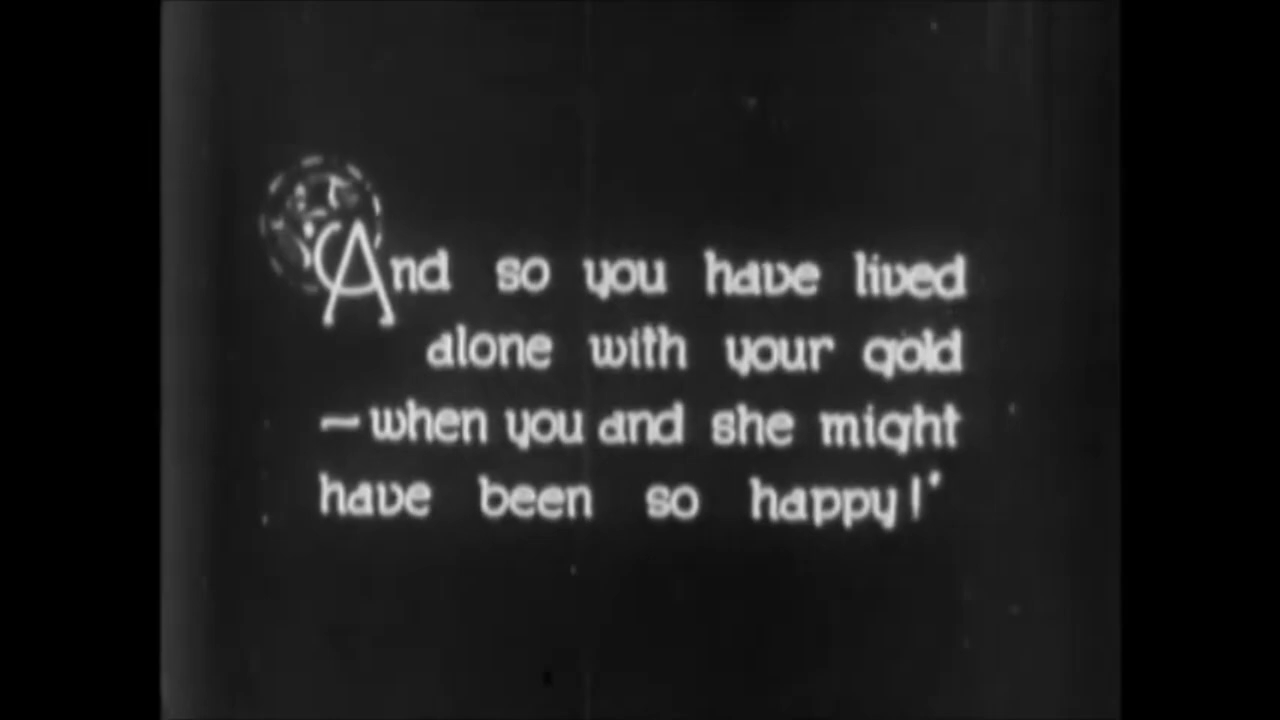 And so you have lived
alone with your gold
—when you and she might
have been so happy!'